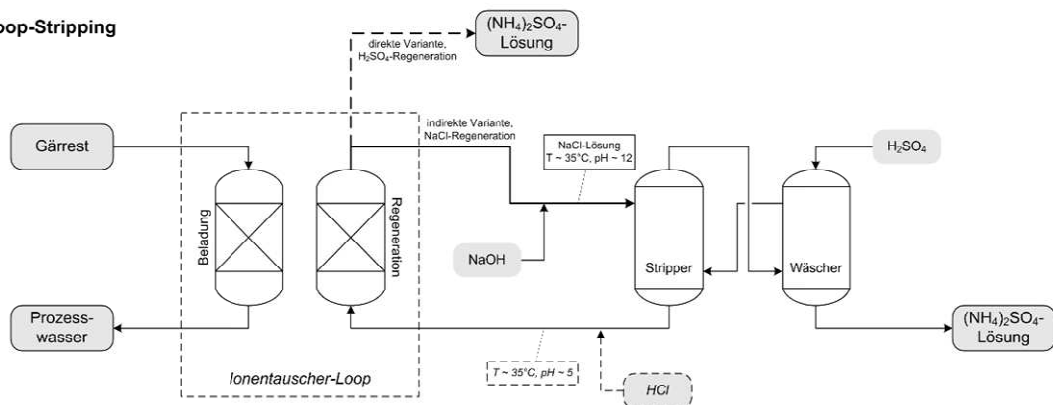 oop-Stripping
(NH₄)₂SO₄-
Lösung
direkte Variante,
H₂SO₄-Regeneration
indirekte Variante,
NaCl-Regeneration
Gärrest
NaCl-Lösung
T ~ 35°C, pH ~ 12
H₂SO₄
Beladung
Regeneration
NaOH
Stripper
Wäscher
Prozess-
wasser
(NH₄)₂SO₄-
Lösung
T ~ 35°C, pH ~ 5
Ionentauscher-Loop
HCl